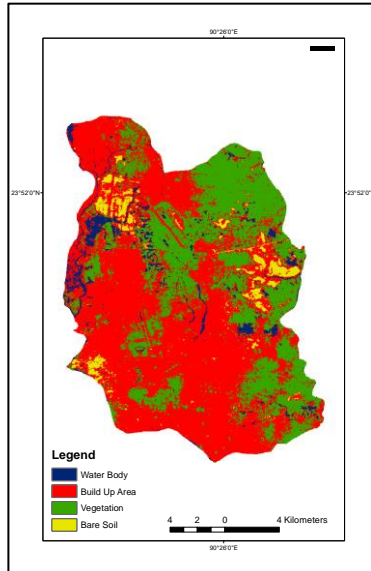 90°26'0"E
23°52'0"N
23°52'0"N
Legend
Water Body
Build Up Area
Vegetation
Bare Soil
4 2 0 4 Kilometers
90°26'0"E